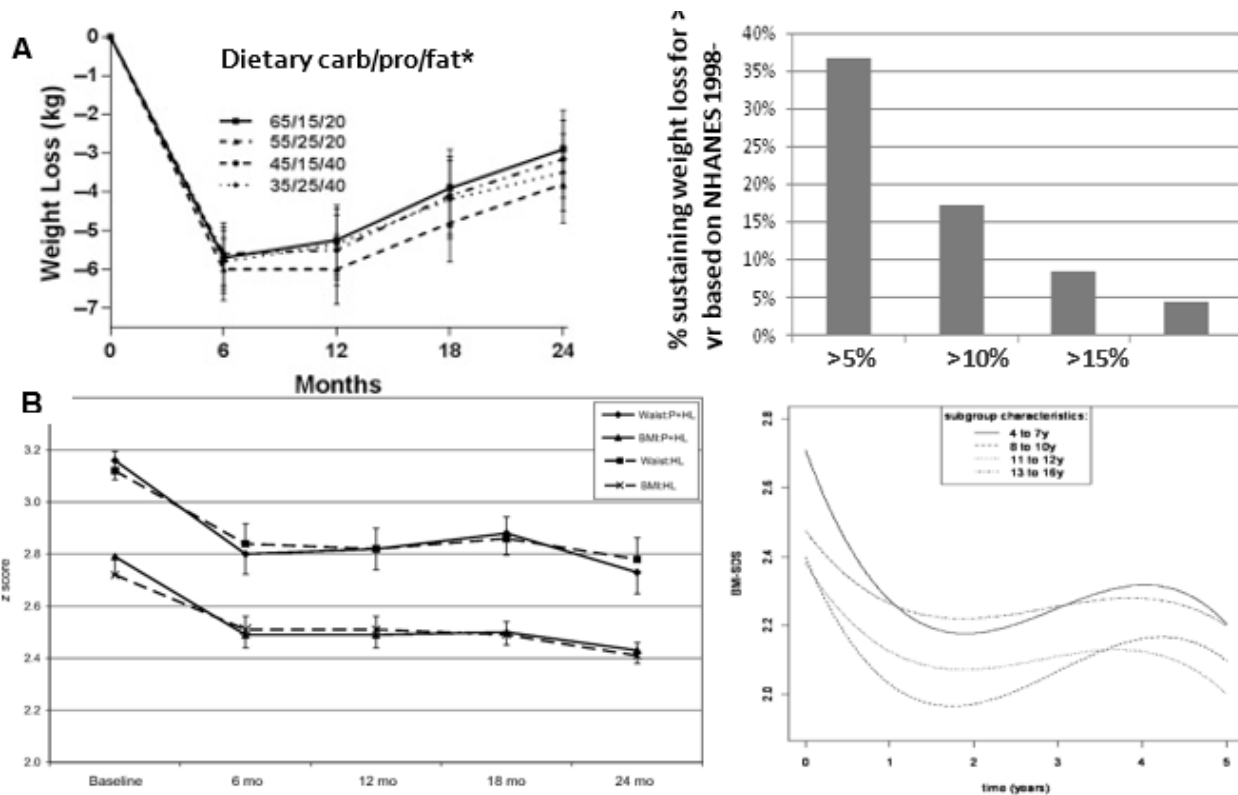 A
Dietary carb/pro/fat*
65/15/20
55/25/20
45/15/40
35/25/40
Weight Loss (kg)
0
–1
–2
–3
–4
–5
–6
–7
0 6 12 18 24
Months
% sustaining weight loss for >
yr based on NHANES 1998-
40%
35%
30%
25%
20%
15%
10%
5%
0%
>5% >10% >15%
B
Waist:P+HL
BMI:P+HL
Waist:HL
BMI:HL
z score
3.2
3.0
2.8
2.6
2.4
2.2
2.0
Baseline 6 mo 12 mo 18 mo 24 mo
subgroup characteristics:
4 to 7y
8 to 10y
11 to 12y
13 to 16y
BMI-SDS
2.8
2.6
2.4
2.2
2.0
0 1 2 3 4 5
time (years)